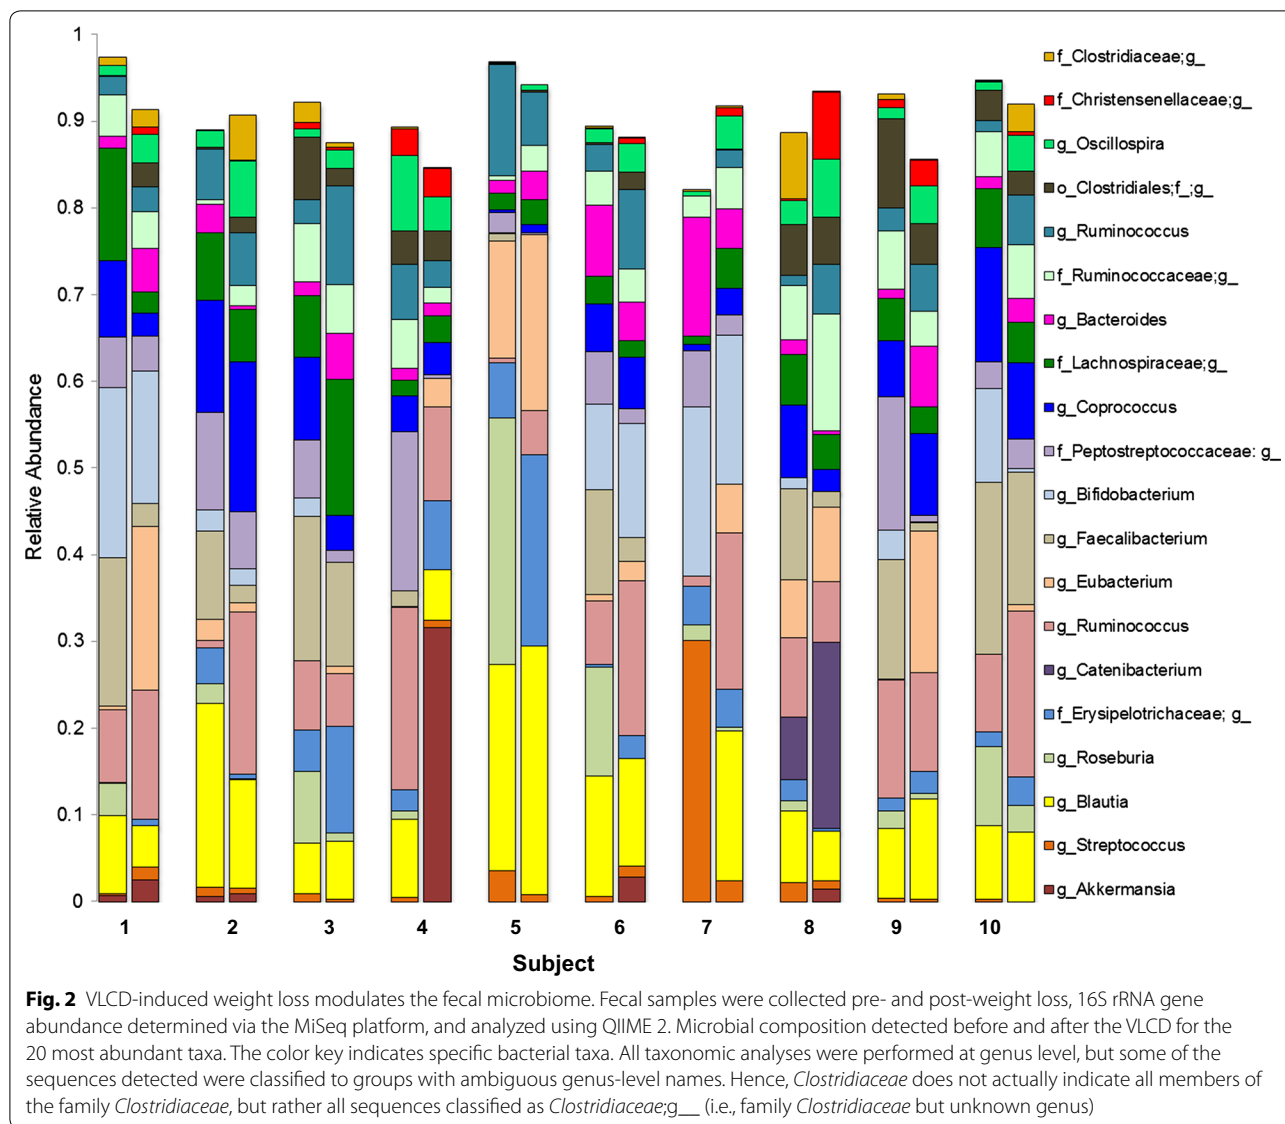 1
0.9
0.8
0.7
0.6
0.5
0.4
0.3
0.2
0.1
0
Relative Abundance
1 2 3 4 5 6 7 8 9 10
Subject
f_Clostridiaceae;g_
f_Christensenellaceae;g_
g_Oscillospira
o_Clostridiales;f_;g_
g_Ruminococcus
f_Ruminococcaceae;g_
g_Bacteroides
f_Lachnospiraceae;g_
g_Coprococcus
f_Peptostreptococcaceae: g_
g_Bifidobacterium
g_Faecalibacterium
g_Eubacterium
g_Ruminococcus
g_Catenibacterium
f_Erysipelotrichaceae; g_
g_Roseburia
g_Blautia
g_Streptococcus
g_Akkermansia
Fig. 2 VLCD-induced weight loss modulates the fecal microbiome. Fecal samples were collected pre- and post-weight loss, 16S rRNA gene
abundance determined via the MiSeq platform, and analyzed using QIIME 2. Microbial composition detected before and after the VLCD for the
20 most abundant taxa. The color key indicates specific bacterial taxa. All taxonomic analyses were performed at genus level, but some of the
sequences detected were classified to groups with ambiguous genus-level names. Hence, Clostridiaceae does not actually indicate all members of
the family Clostridiaceae, but rather all sequences classified as Clostridiaceae;g__ (i.e., family Clostridiaceae but unknown genus)